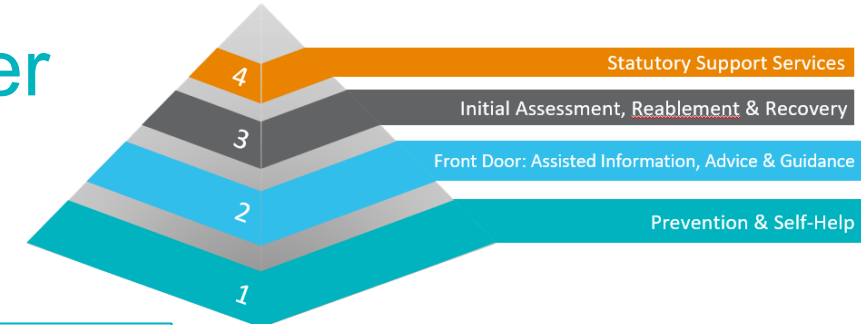 er
4
Statutory Support Services
3
Initial Assessment, Reablement & Recovery
2
Front Door: Assisted Information, Advice & Guidance
1
Prevention & Self-Help